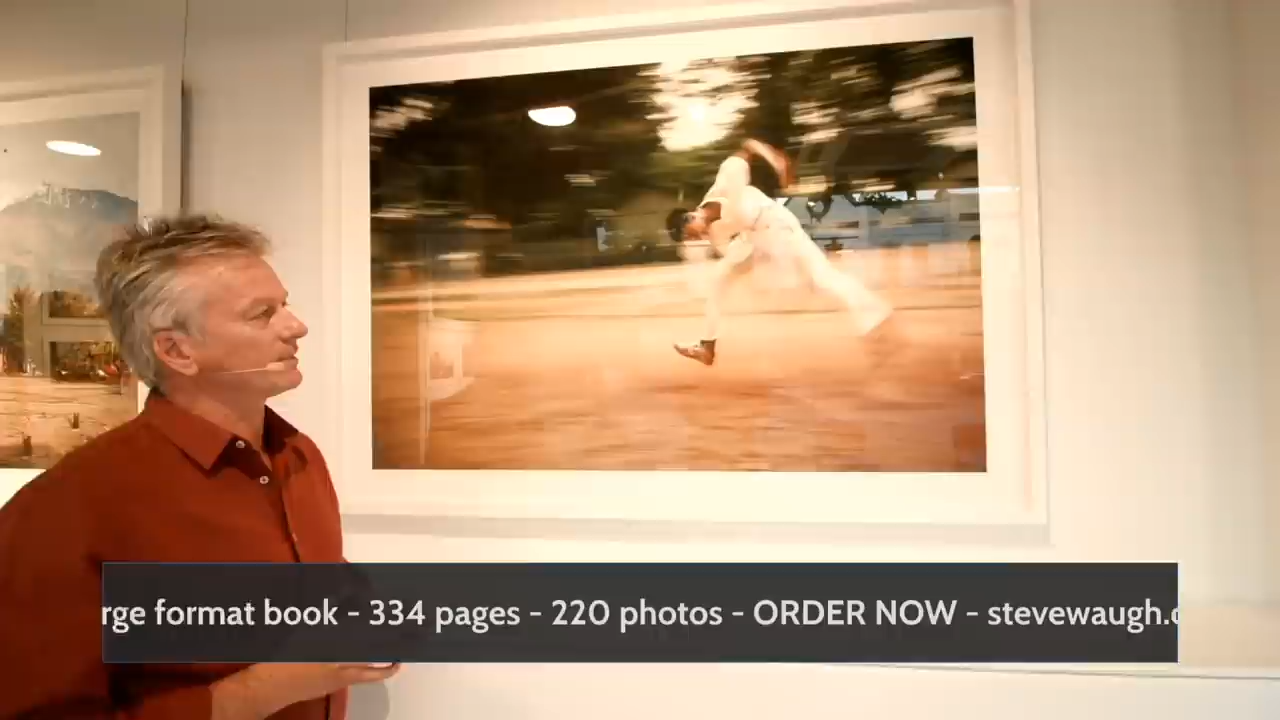 rge format book - 334 pages - 220 photos - ORDER NOW - stevewaugh.c